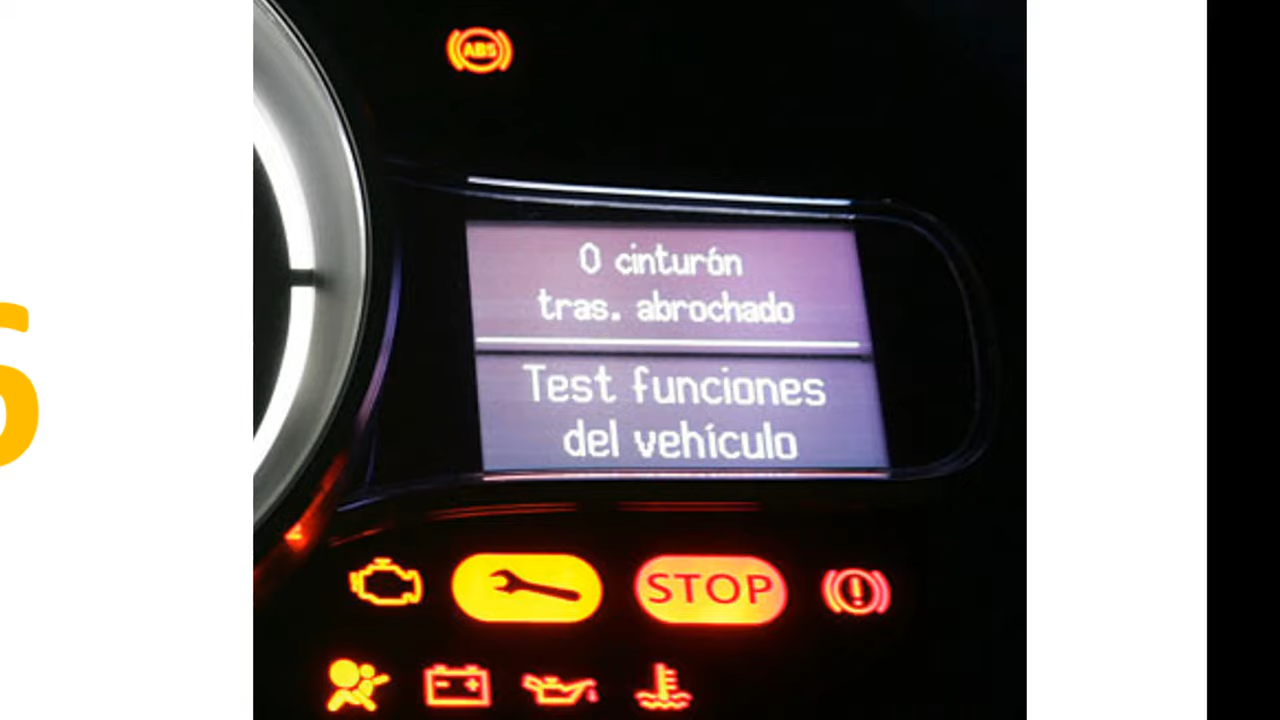 ABS
0 cinturón
tras. abrochado
Test funciones
del vehículo
STOP